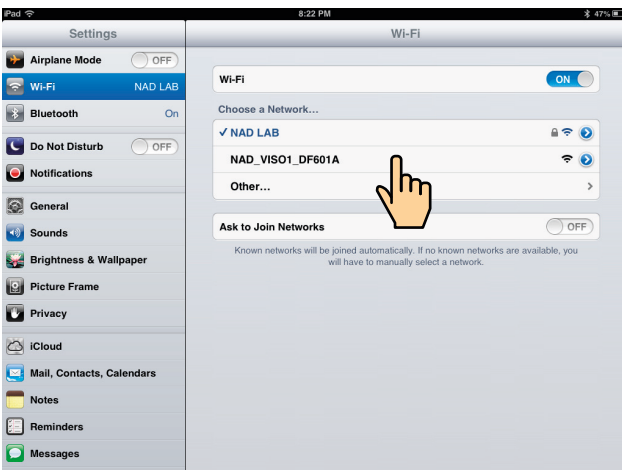 iPad 8:22 PM 47%
Settings
Airplane Mode OFF
Wi-Fi NAD LAB
Bluetooth On
Do Not Disturb OFF
Notifications
General
Sounds
Brightness & Wallpaper
Picture Frame
Privacy
iCloud
Mail, Contacts, Calendars
Notes
Reminders
Messages
Wi-Fi
Wi-Fi ON
Choose a Network...
✓ NAD LAB
NAD_VISO1_DF601A
Other...
Ask to Join Networks OFF
Known networks will be joined automatically. If no known networks are available, you
will have to manually select a network.